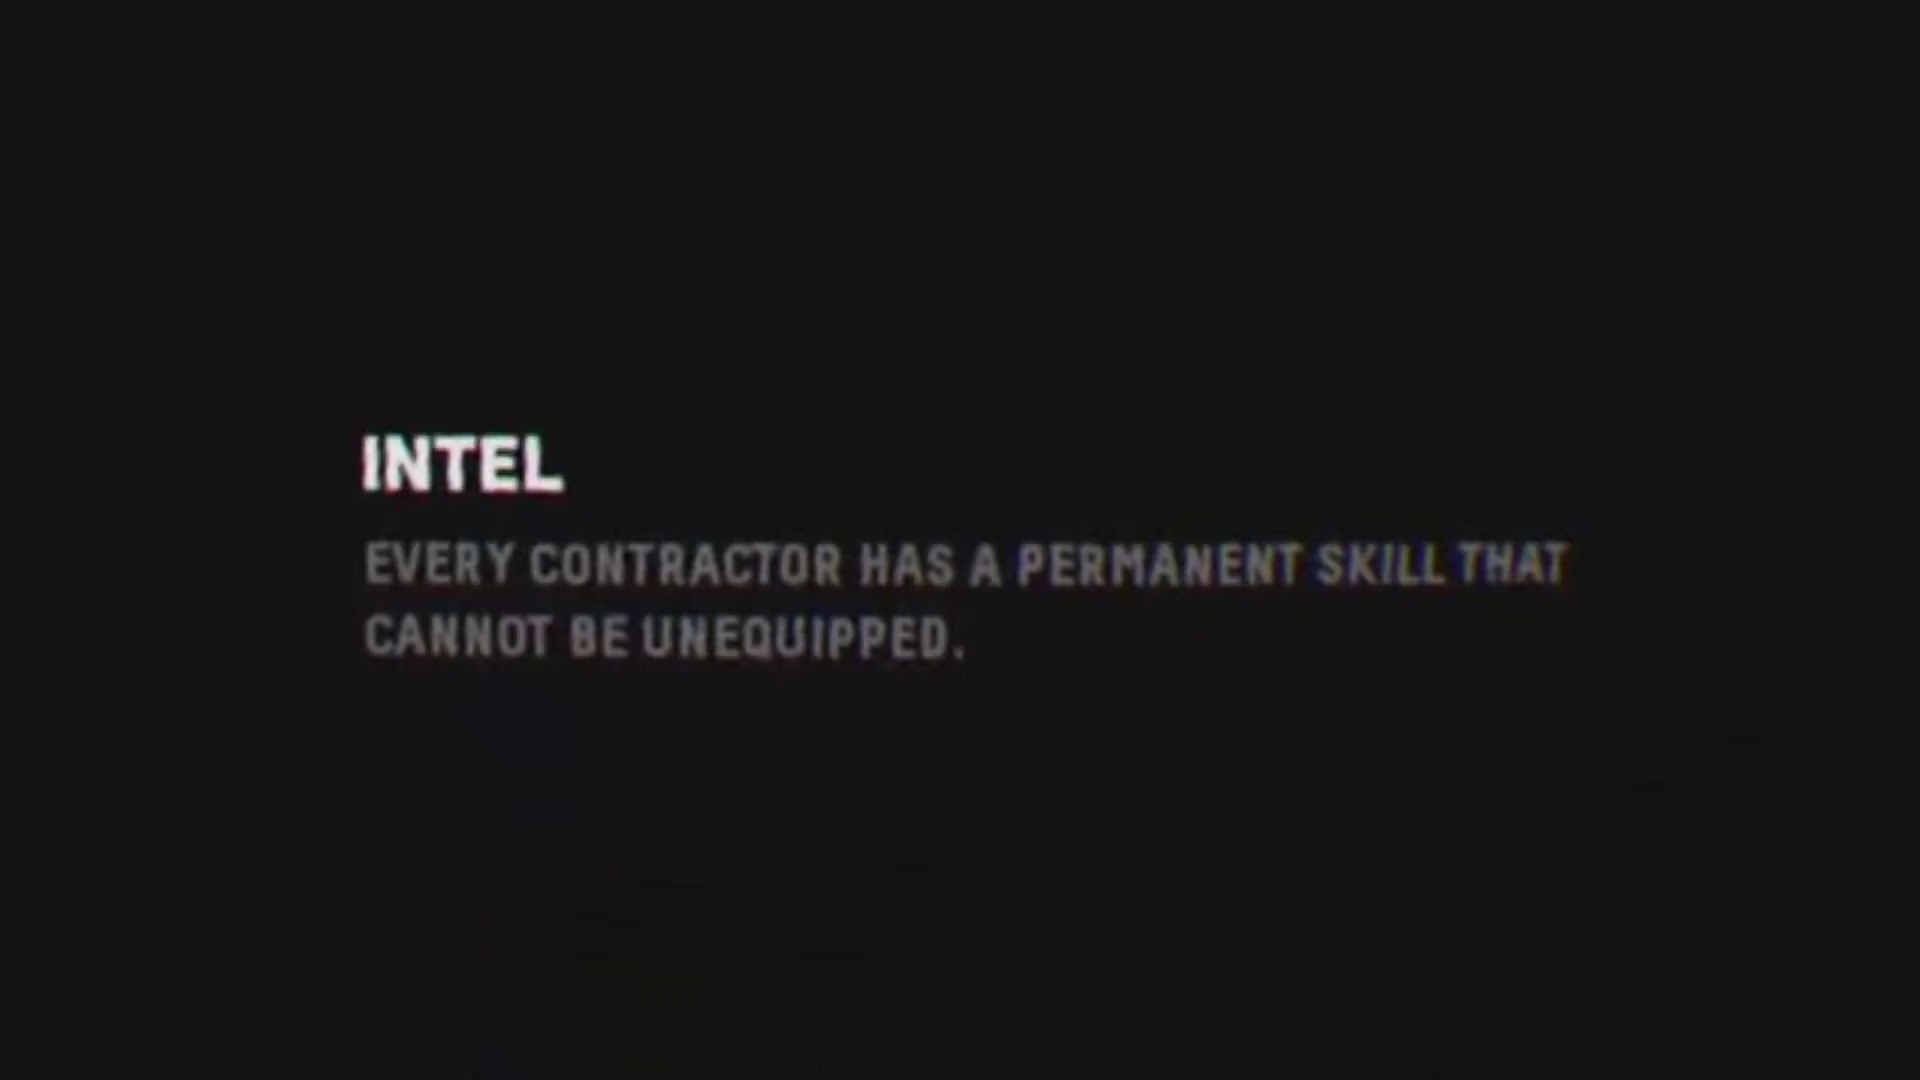 INTEL
EVERY CONTRACTOR HAS A PERMANENT SKILL THAT
CANNOT BE UNEQUIPPED.